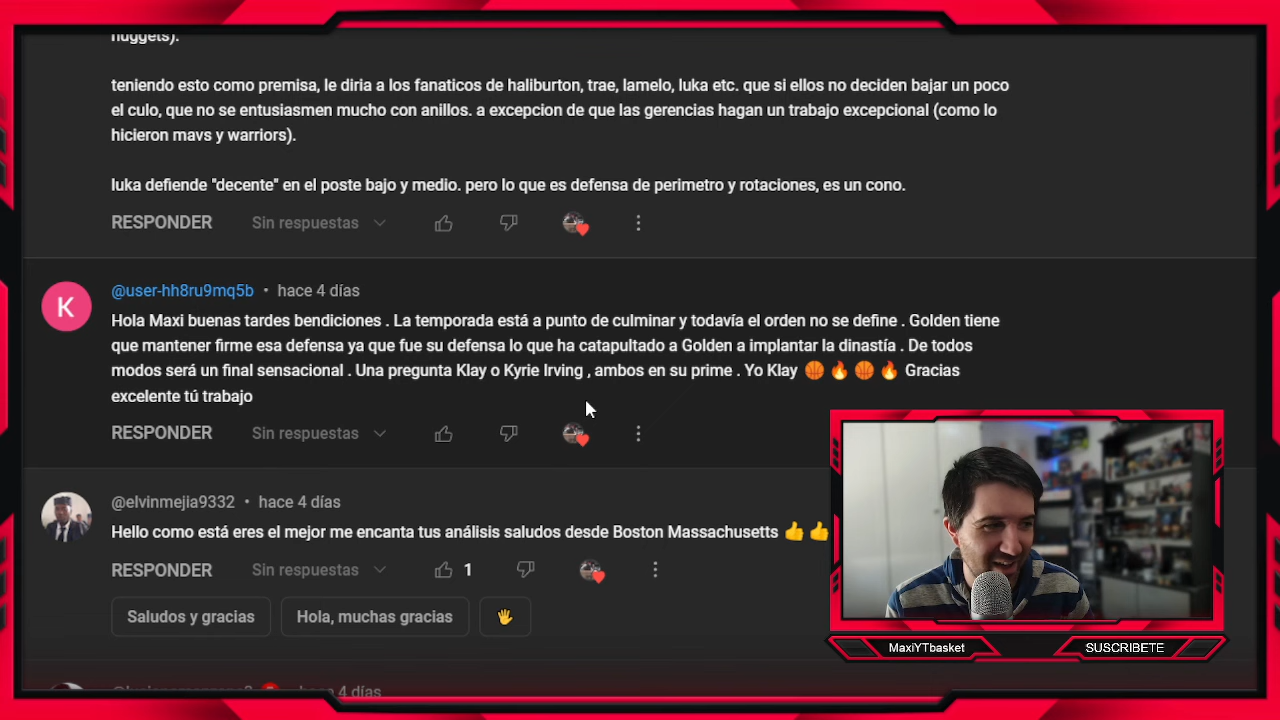 nuggets).
teniendo esto como premisa, le diria a los fanaticos de haliburton, trae, lamelo, luka etc. que si ellos no deciden bajar un poco
el culo, que no se entusiasmen mucho con anillos. a excepcion de que las gerencias hagan un trabajo excepcional (como lo
hicieron mavs y warriors).
luka defiende "decente" en el poste bajo y medio. pero lo que es defensa de perimetro y rotaciones, es un cono.
RESPONDER Sin respuestas
K
@user-hh8ru9mq5b • hace 4 días
Hola Maxi buenas tardes bendiciones . La temporada está a punto de culminar y todavía el orden no se define . Golden tiene
que mantener firme esa defensa ya que fue su defensa lo que ha catapultado a Golden a implantar la dinastía . De todos
modos será un final sensacional . Una pregunta Klay o Kyrie Irving , ambos en su prime . Yo Klay 🏀 🔥 🏀 🔥 Gracias
excelente tú trabajo
RESPONDER Sin respuestas
@elvinmejia9332 • hace 4 días
Hello como está eres el mejor me encanta tus análisis saludos desde Boston Massachusetts 👍 👍
RESPONDER Sin respuestas 1
Saludos y gracias Hola, muchas gracias 🖐
MaxiYTbasket SUSCRIBETE
hace 4 días